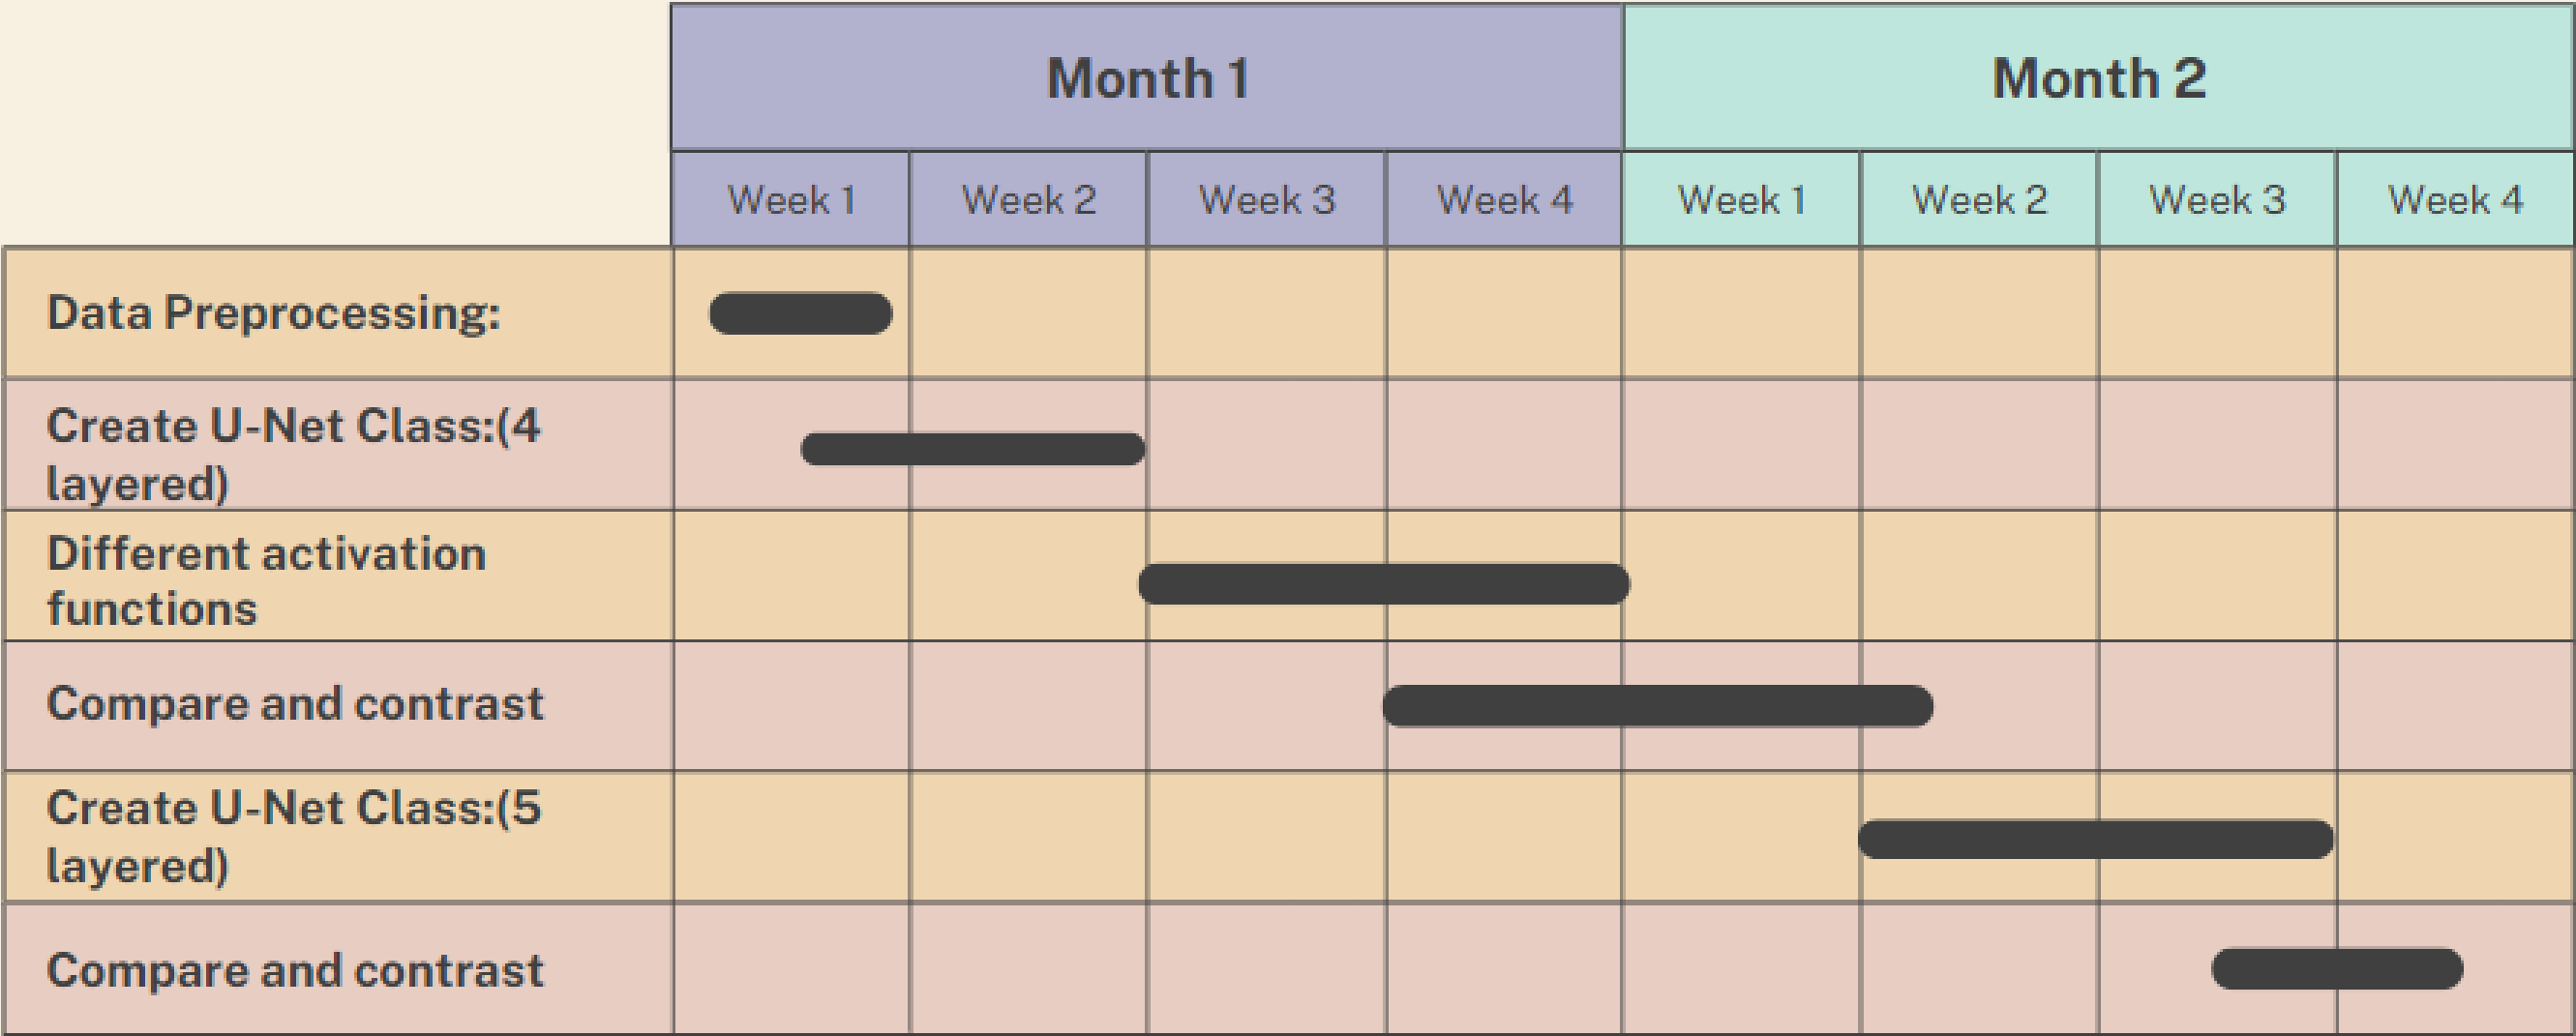 Month 1
Month 2
Week 1
Week 2
Week 3
Week 4
Week 1
Week 2
Week 3
Week 4
Data Preprocessing:
Create U-Net Class:(4
layered)
Different activation
functions
Compare and contrast
Create U-Net Class:(5
layered)
Compare and contrast